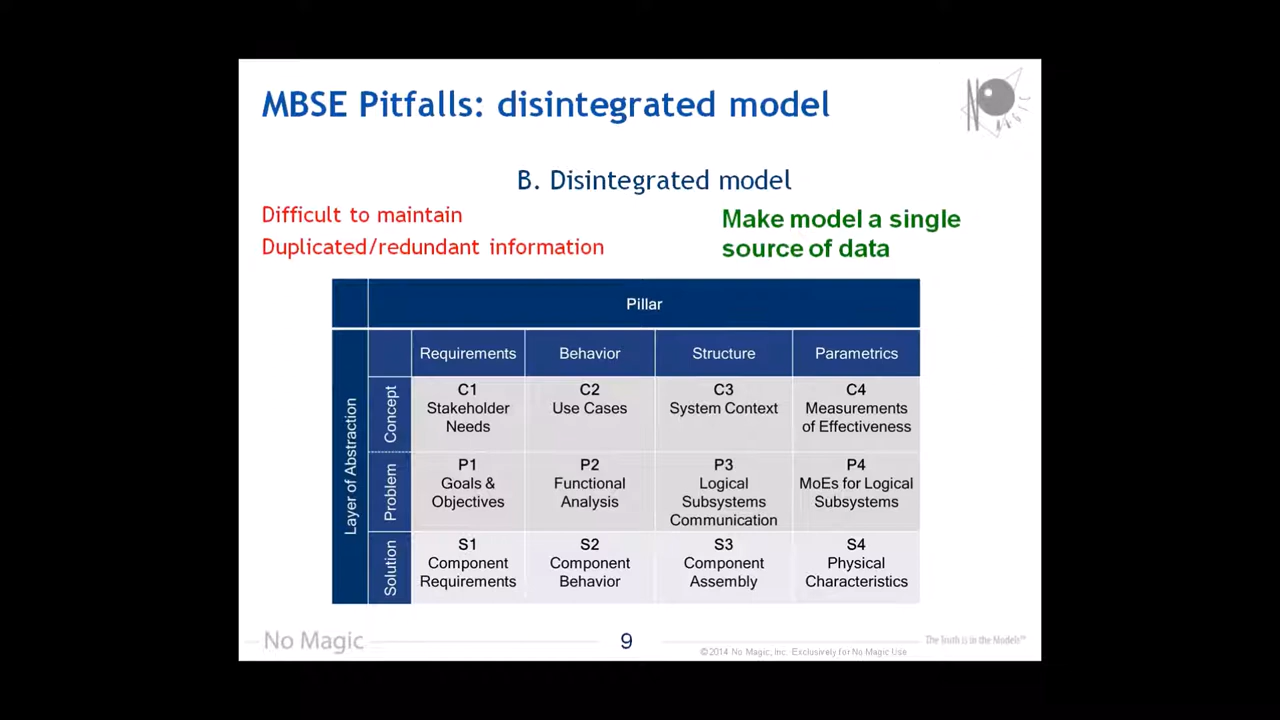 MBSE Pitfalls: disintegrated model
NO
MAGIC
B. Disintegrated model
Difficult to maintain
Duplicated/redundant information
Make model a single
source of data
Pillar
Layer of Abstraction
Requirements
Behavior
Structure
Parametrics
Concept
C1
Stakeholder
Needs
C2
Use Cases
C3
System Context
C4
Measurements
of Effectiveness
Problem
P1
Goals &
Objectives
P2
Functional
Analysis
P3
Logical
Subsystems
Communication
P4
MoEs for Logical
Subsystems
Solution
S1
Component
Requirements
S2
Component
Behavior
S3
Component
Assembly
S4
Physical
Characteristics
No Magic
9
©2014 No Magic, Inc. Exclusively for No Magic Use
The Truth is in the Models™